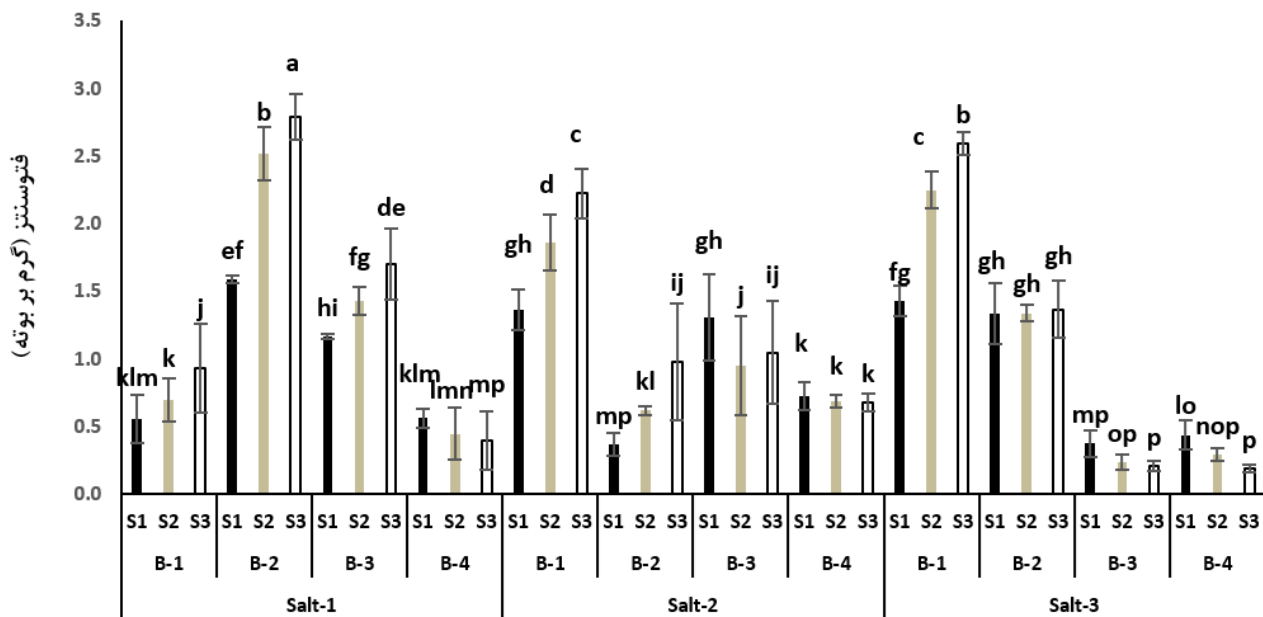 فتوسنتز (گرم بر بوته)
3.5
3.0
2.5
2.0
1.5
1.0
0.5
0.0
klm k j ef b a hi fg de klm lmn mp gh d c mp kl ij gh j ij k k k fg c b gh gh gh mp op p lo nop p
S1 S2 S3 S1 S2 S3 S1 S2 S3 S1 S2 S3 S1 S2 S3 S1 S2 S3 S1 S2 S3 S1 S2 S3 S1 S2 S3 S1 S2 S3 S1 S2 S3 S1 S2 S3
B-1 B-2 B-3 B-4 B-1 B-2 B-3 B-4 B-1 B-2 B-3 B-4
Salt-1 Salt-2 Salt-3